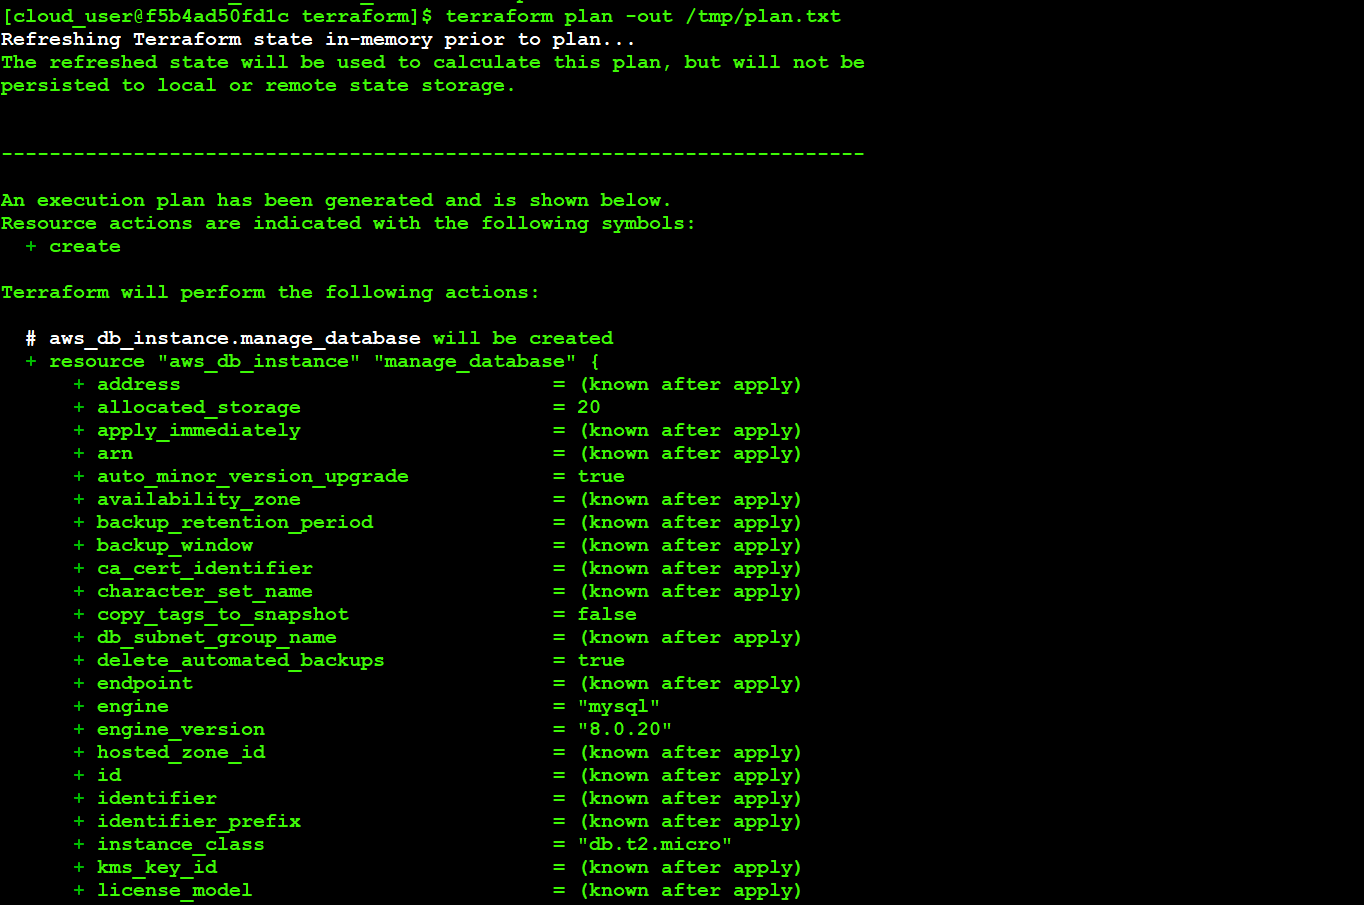 [cloud_user@f5b4ad50fd1c terraform]$ terraform plan -out /tmp/plan.txt
Refreshing Terraform state in-memory prior to plan...
The refreshed state will be used to calculate this plan, but will not be
persisted to local or remote state storage.
------------------------------------------------------------------------
An execution plan has been generated and is shown below.
Resource actions are indicated with the following symbols:
  + create
Terraform will perform the following actions:
  # aws_db_instance.manage_database will be created
  + resource "aws_db_instance" "manage_database" {
      + address                               = (known after apply)
      + allocated_storage                     = 20
      + apply_immediately                     = (known after apply)
      + arn                                   = (known after apply)
      + auto_minor_version_upgrade            = true
      + availability_zone                     = (known after apply)
      + backup_retention_period               = (known after apply)
      + backup_window                         = (known after apply)
      + ca_cert_identifier                    = (known after apply)
      + character_set_name                    = (known after apply)
      + copy_tags_to_snapshot                 = false
      + db_subnet_group_name                  = (known after apply)
      + delete_automated_backups              = true
      + endpoint                              = (known after apply)
      + engine                                = "mysql"
      + engine_version                        = "8.0.20"
      + hosted_zone_id                        = (known after apply)
      + id                                    = (known after apply)
      + identifier                            = (known after apply)
      + identifier_prefix                     = (known after apply)
      + instance_class                        = "db.t2.micro"
      + kms_key_id                            = (known after apply)
      + license_model                         = (known after apply)